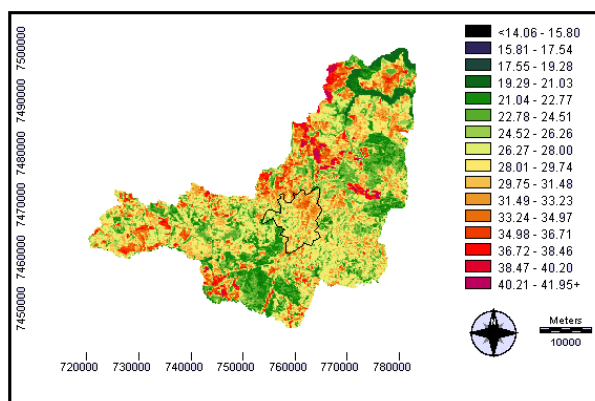 7500000
7490000
7480000
7470000
7460000
7450000
720000
730000
740000
750000
760000
770000
780000
<14.06 - 15.80
15.81 - 17.54
17.55 - 19.28
19.29 - 21.03
21.04 - 22.77
22.78 - 24.51
24.52 - 26.26
26.27 - 28.00
28.01 - 29.74
29.75 - 31.48
31.49 - 33.23
33.24 - 34.97
34.98 - 36.71
36.72 - 38.46
38.47 - 40.20
40.21 - 41.95+
N
Meters
10000